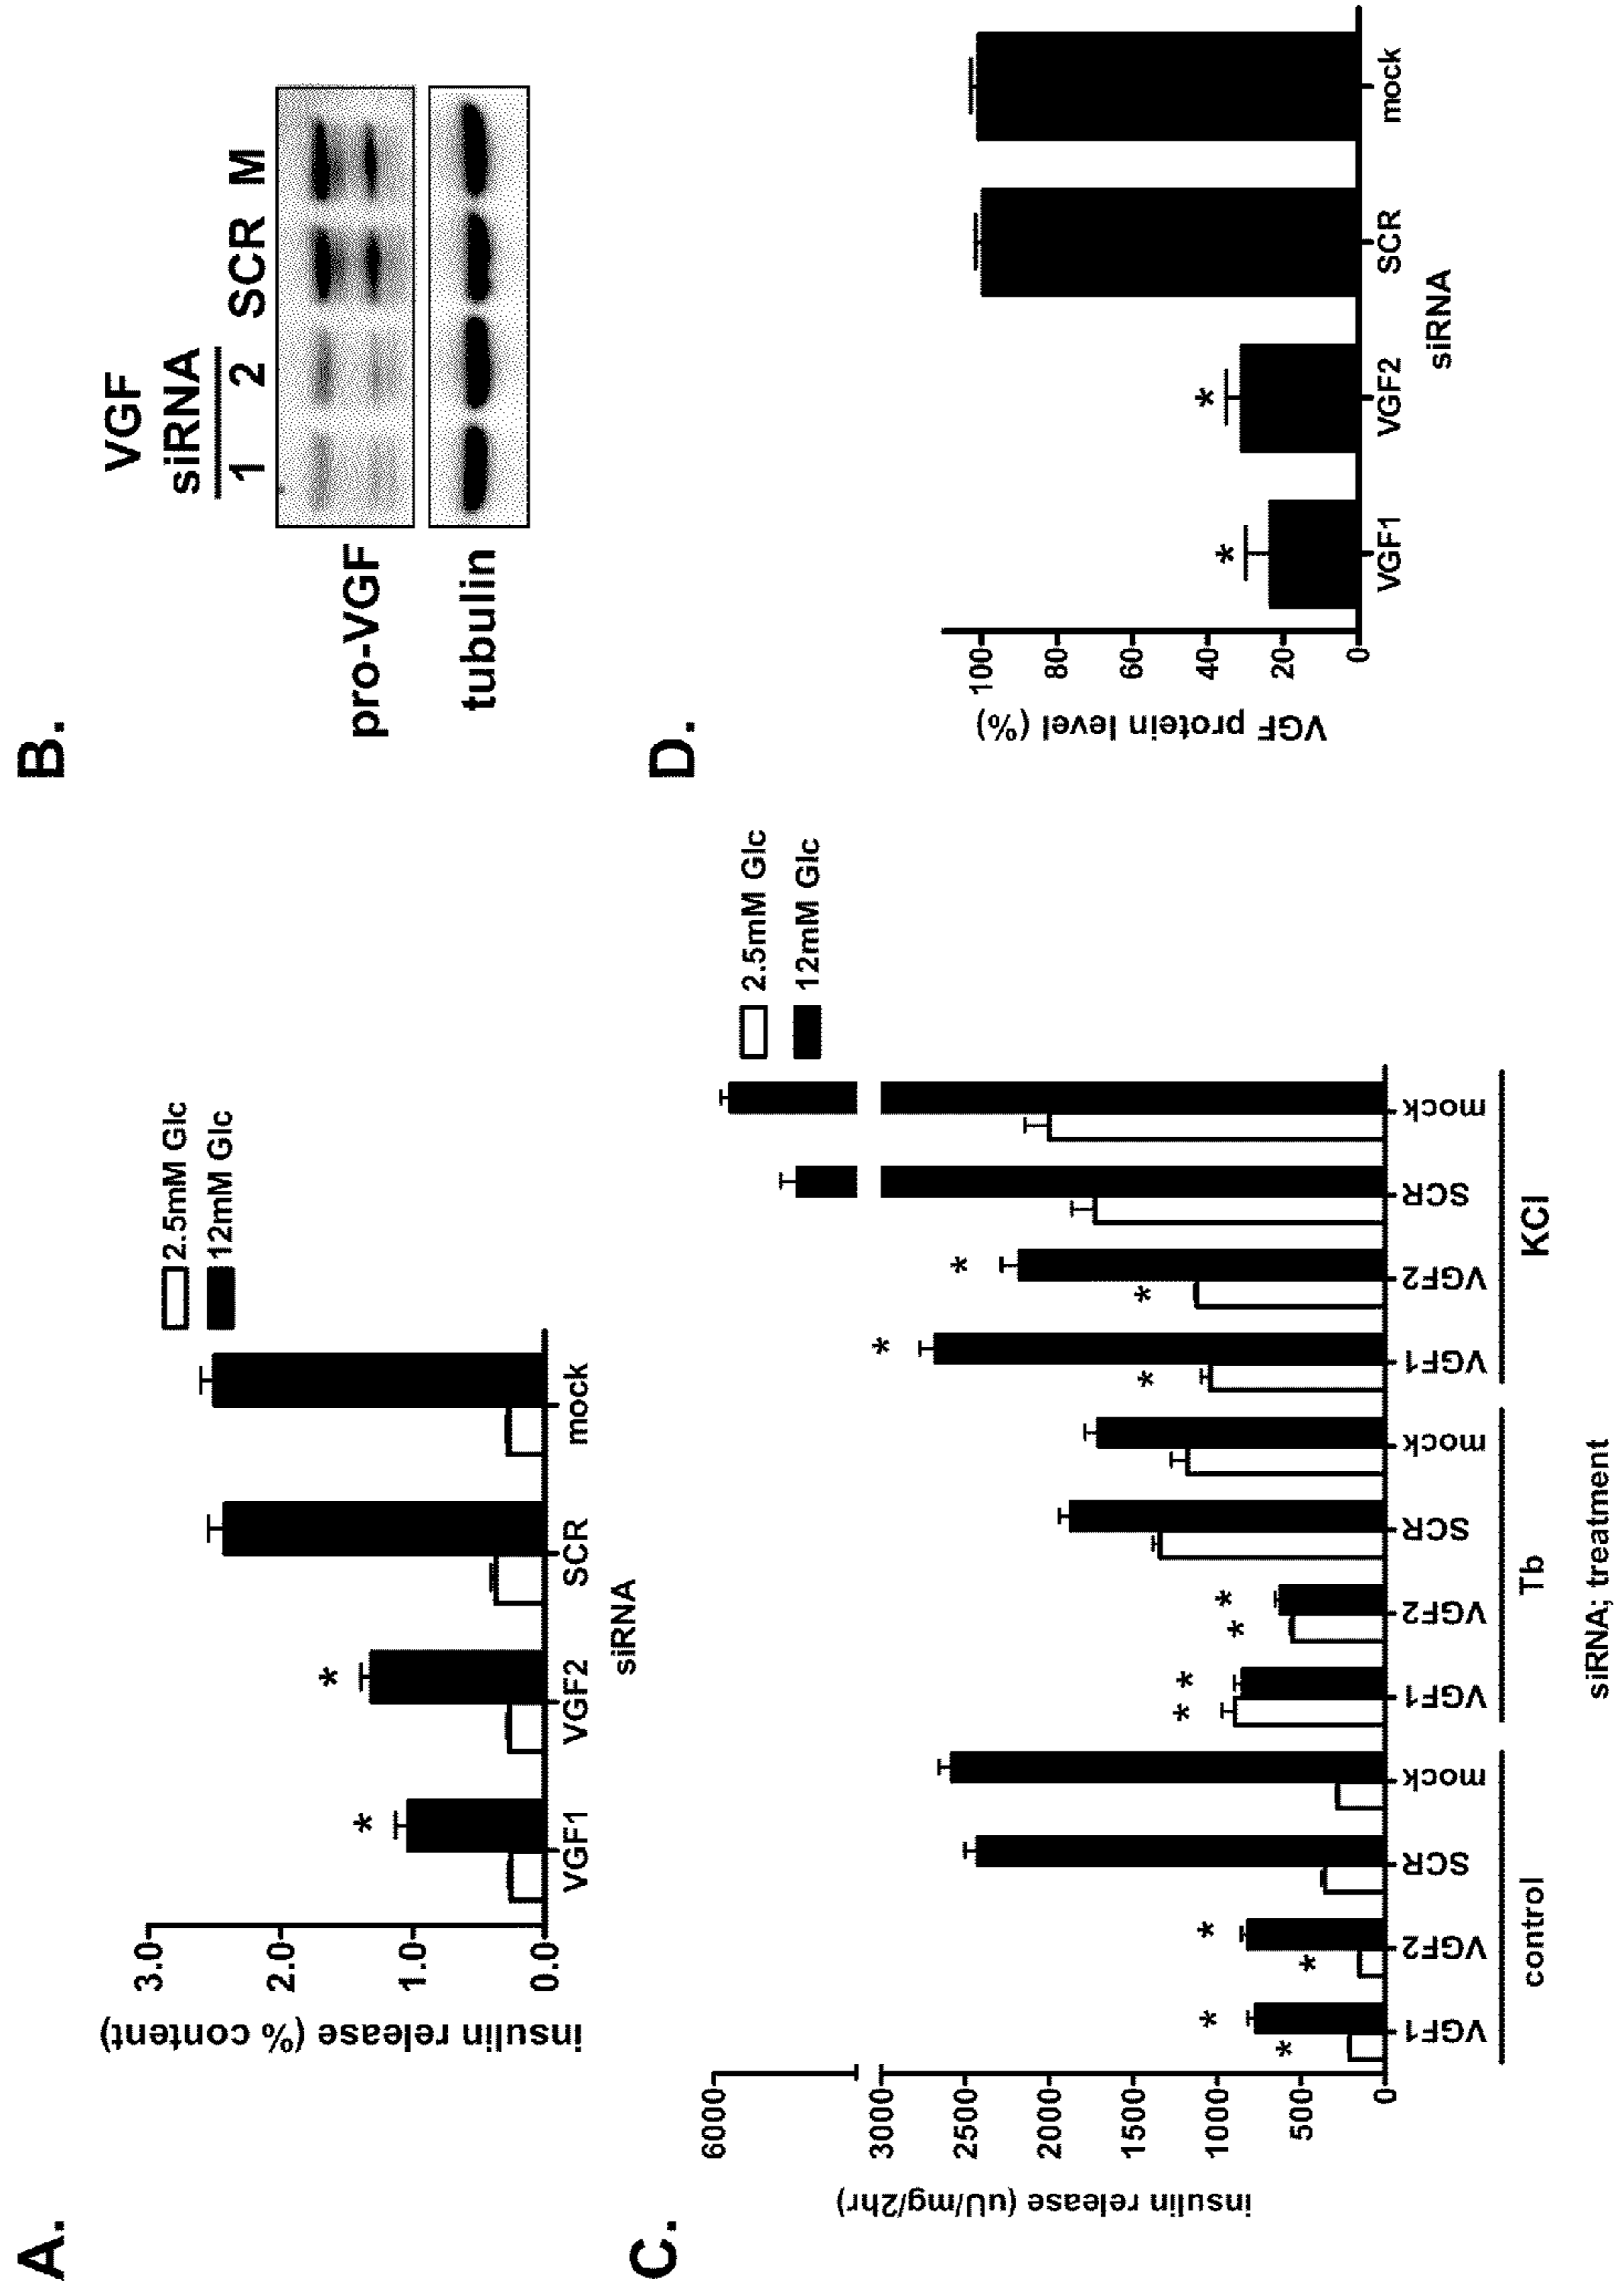 A.
insulin release (% content)
3.0
2.0
1.0
0.0
2.5mM Glc
12mM Glc
VGF1 VGF2 SCR mock
siRNA
B.
VGF
siRNA
1 2 SCR M
pro-VGF
tubulin
C.
insulin release (uU/mg/2hr)
6000
3000
2500
2000
1500
1000
500
0
2.5mM Glc
12mM Glc
* * * * * * * * * * * *
VGF1 VGF2 SCR mock VGF1 VGF2 SCR mock VGF1 VGF2 SCR mock
control Tb KCl
siRNA; treatment
D.
VGF protein level (%)
100
80
60
40
20
0
VGF1 VGF2 SCR mock
siRNA